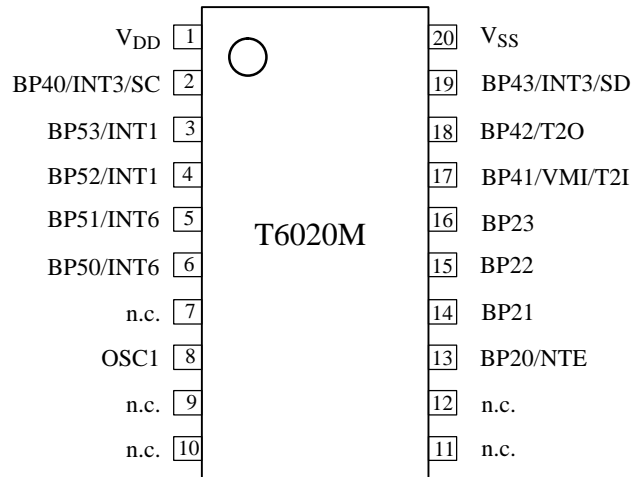 VDD 1 20 VSS
BP40/INT3/SC 2 19 BP43/INT3/SD
BP53/INT1 3 18 BP42/T2O
BP52/INT1 4 17 BP41/VMI/T2I
BP51/INT6 5 16 BP23
T6020M
BP50/INT6 6 15 BP22
n.c. 7 14 BP21
OSC1 8 13 BP20/NTE
n.c. 9 12 n.c.
n.c. 10 11 n.c.